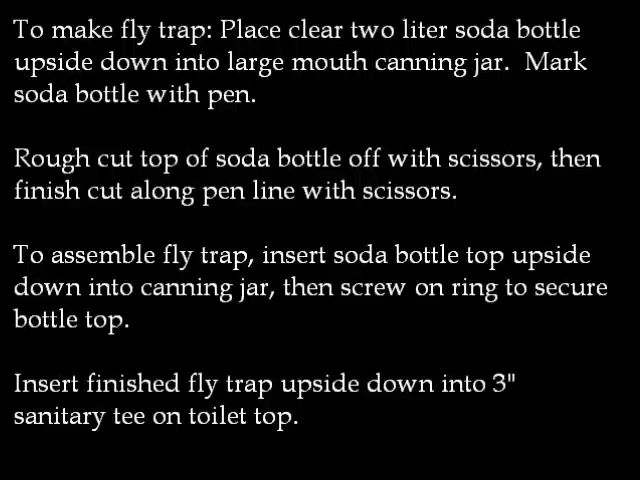 To make fly trap: Place clear two liter soda bottle
upside down into large mouth canning jar.  Mark
soda bottle with pen.
Rough cut top of soda bottle off with scissors, then
finish cut along pen line with scissors.
To assemble fly trap, insert soda bottle top upside
down into canning jar, then screw on ring to secure
bottle top.
Insert finished fly trap upside down into 3"
sanitary tee on toilet top.